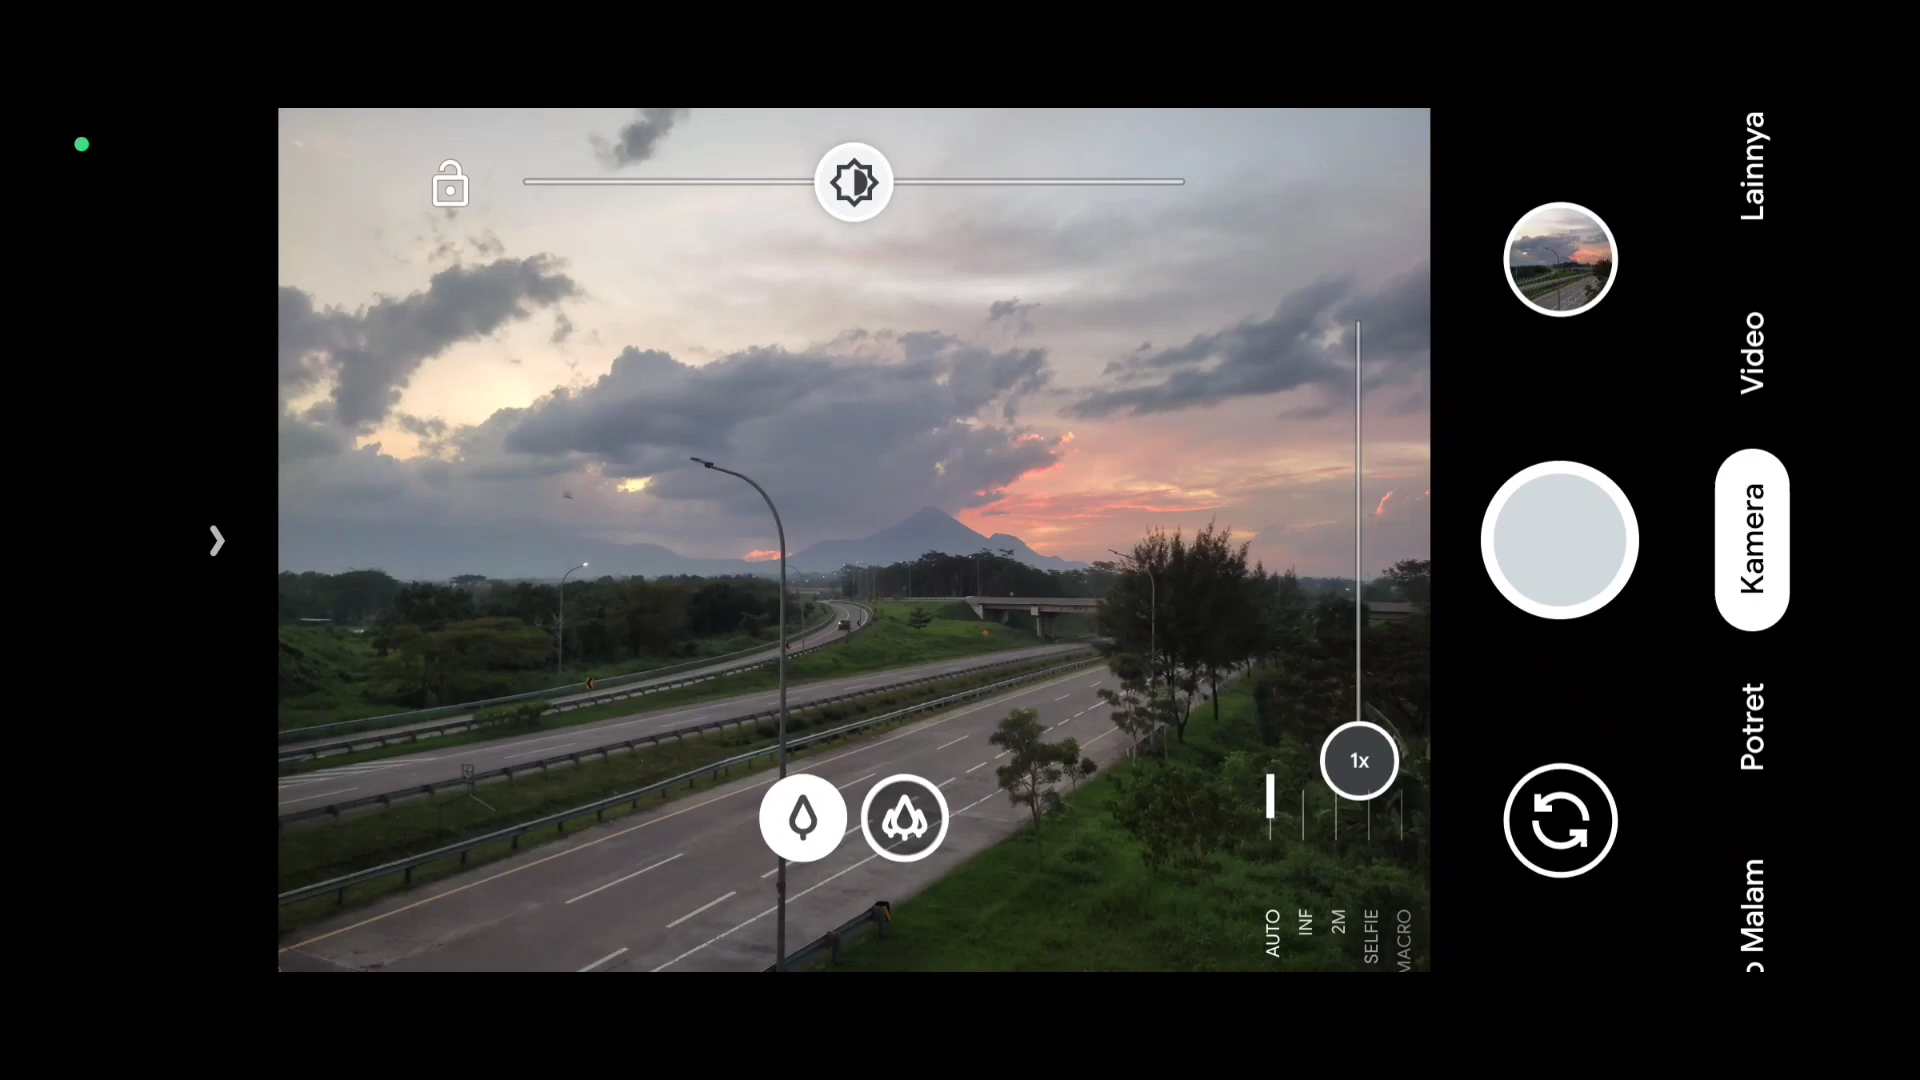 Lainnya
Video
Kamera
Potret
o Malam
1x
AUTO
INF
2M
SELFIE
MACRO